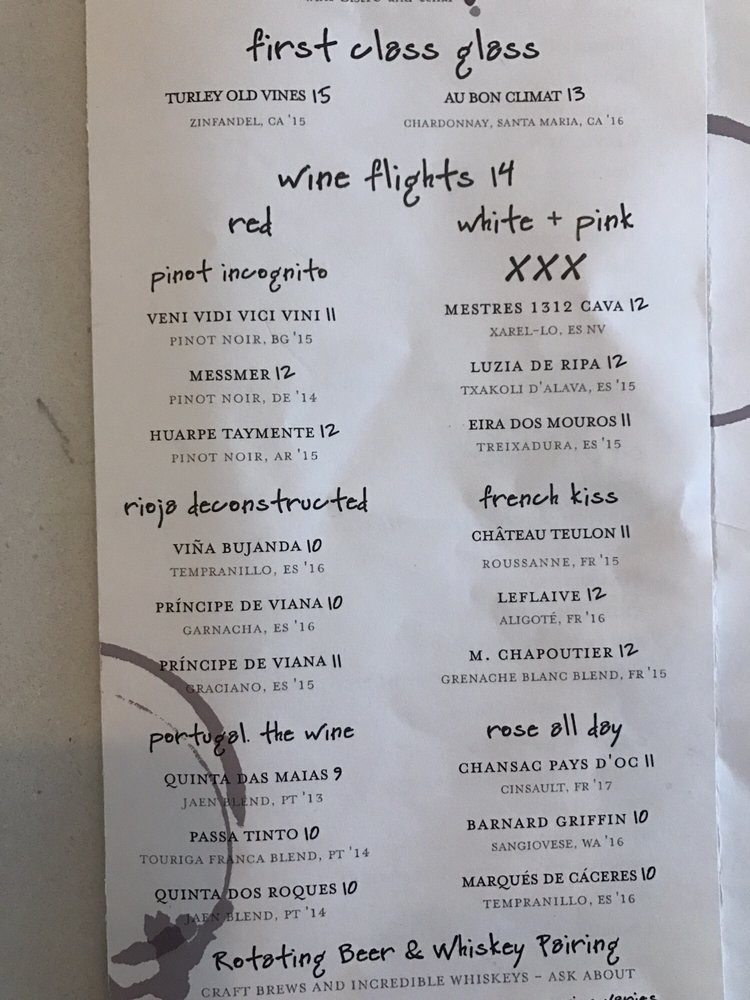 first class glass
TURLEY OLD VINES 15
ZINFANDEL, CA '15
AU BON CLIMAT 13
CHARDONNAY, SANTA MARIA, CA '16
wine flights 14
red
pinot incognito
VENI VIDI VICI VINI 11
PINOT NOIR, BG '15
MESSMER 12
PINOT NOIR, DE '14
HUARPE TAYMENTE 12
PINOT NOIR, AR '15
rioja deconstructed
VIÑA BUJANDA 10
TEMPRANILLO, ES '16
PRÍNCIPE DE VIANA 10
GARNACHA, ES '16
PRÍNCIPE DE VIANA 11
GRACIANO, ES '15
portugal. the wine
QUINTA DAS MAIAS 9
JAEN BLEND, PT '13
PASSA TINTO 10
TOURIGA FRANCA BLEND, PT '14
QUINTA DOS ROQUES 10
JAEN BLEND, PT '14
white + pink
XXX
MESTRES 1312 CAVA 12
XAREL-LO, ES NV
LUZIA DE RIPA 12
TXAKOLI D'ALAVA, ES '15
EIRA DOS MOUROS 11
TREIXADURA, ES '15
french kiss
CHÂTEAU TEULON 11
ROUSSANNE, FR '15
LEFLAIVE 12
ALIGOTÉ, FR '16
M. CHAPOUTIER 12
GRENACHE BLANC BLEND, FR '15
rose all day
CHANSAC PAYS D'OC 11
CINSAULT, FR '17
BARNARD GRIFFIN 10
SANGIOVESE, WA '16
MARQUÉS DE CÁCERES 10
TEMPRANILLO, ES '16
Rotating Beer & Whiskey Pairing
CRAFT BREWS AND INCREDIBLE WHISKEYS - ASK ABOUT